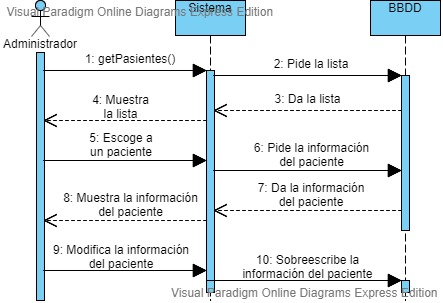 Visual Paradigm Online Diagrams Express Edition
Sistema
BBDD
Administrador
1: getPasientes()
2: Pide la lista
3: Da la lista
4: Muestra
la lista
5: Escoge a
un paciente
6: Pide la información
del paciente
7: Da la información
del paciente
8: Muestra la información
del paciente
9: Modifica la información
del paciente
10: Sobreescribe la
información del paciente
Visual Paradigm Online Diagrams Express Edition